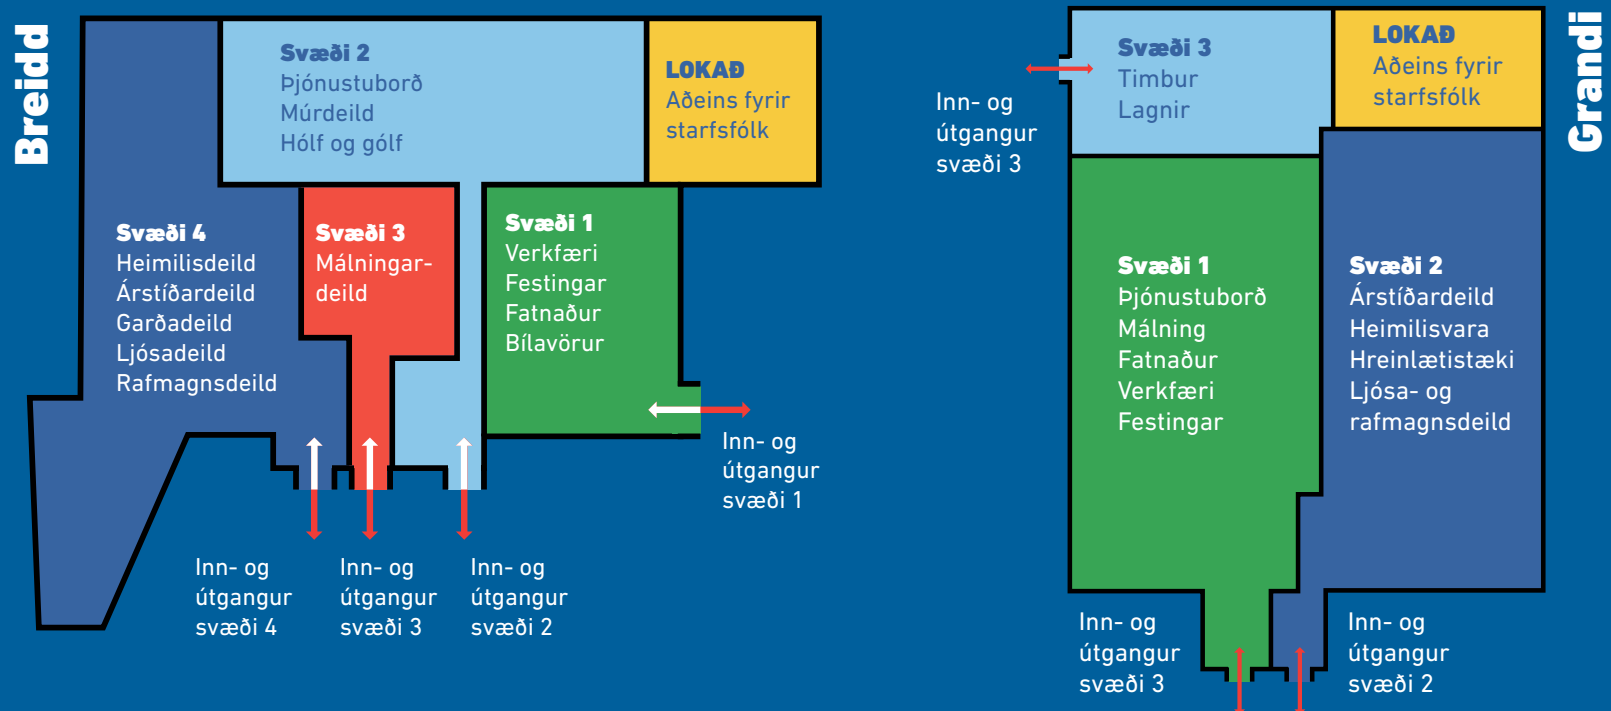 Breidd
Svæði 2
Þjónustuborð
Múrdeild
Hólf og gólf
LOKAÐ
Aðeins fyrir
starfsfólk
Svæði 4
Heimilisdeild
Árstíðardeild
Garðadeild
Ljósadeild
Rafmagnsdeild
Svæði 3
Málningar-
deild
Svæði 1
Verkfæri
Festingar
Fatnaður
Bílavörur
Inn- og
útgangur
svæði 1
Inn- og
útgangur
svæði 4
Inn- og
útgangur
svæði 3
Inn- og
útgangur
svæði 2
Grandi
Svæði 3
Timbur
Lagnir
LOKAÐ
Aðeins fyrir
starfsfólk
Inn- og
útgangur
svæði 3
Svæði 1
Þjónustuborð
Málning
Fatnaður
Verkfæri
Festingar
Svæði 2
Árstíðardeild
Heimilisvara
Hreinlætistæki
Ljósa- og
rafmagnsdeild
Inn- og
útgangur
svæði 3
Inn- og
útgangur
svæði 2